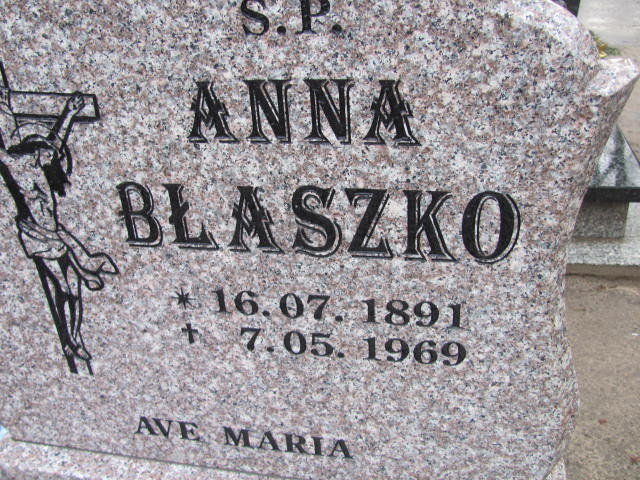 S.P.
ANNA
BŁASZKO
* 16.07.1891
✝ 7.05.1969
AVE MARIA